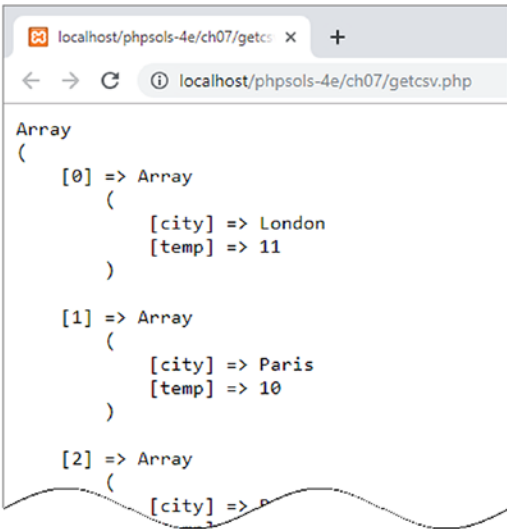 localhost/phpsols-4e/ch07/getcs
localhost/phpsols-4e/ch07/getcsv.php
Array
(
    [0] => Array
        (
            [city] => London
            [temp] => 11
        )
    [1] => Array
        (
            [city] => Paris
            [temp] => 10
        )
    [2] => Array
        (
            [city] =>